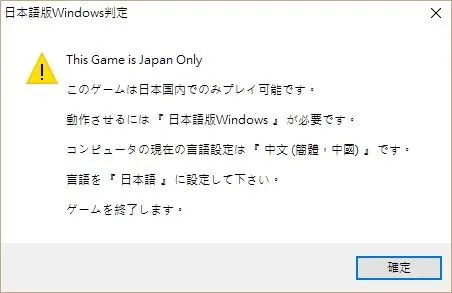 日本語版Windows判定
This Game is Japan Only
このゲームは日本国内でのみプレイ可能です。
動作させるには『 日本語版Windows 』が必要です。
コンピュータの現在の言語設定は『 中文 (簡體，中國) 』です。
言語を『 日本語 』に設定して下さい。
ゲームを終了します。
確定